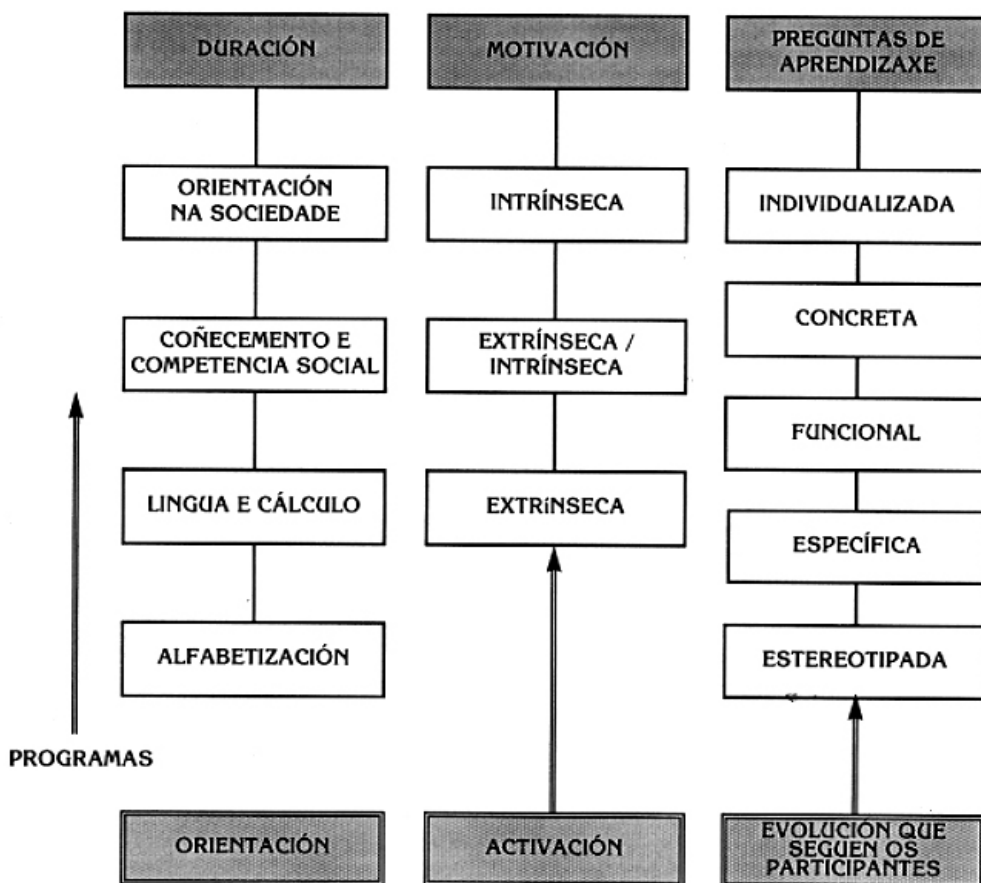 DURACIÓN
ORIENTACIÓN
NA SOCIEDADE
COÑECEMENTO E
COMPETENCIA SOCIAL
LINGUA E CÁLCULO
ALFABETIZACIÓN
PROGRAMAS
ORIENTACIÓN
MOTIVACIÓN
INTRÍNSECA
EXTRÍNSECA /
INTRÍNSECA
EXTRíNSECA
ACTIVACIÓN
PREGUNTAS DE
APRENDIZAXE
INDIVIDUALIZADA
CONCRETA
FUNCIONAL
ESPECÍFICA
ESTEREOTIPADA
EVOLUCIÓN QUE
SEGUEN OS
PARTICIPANTES